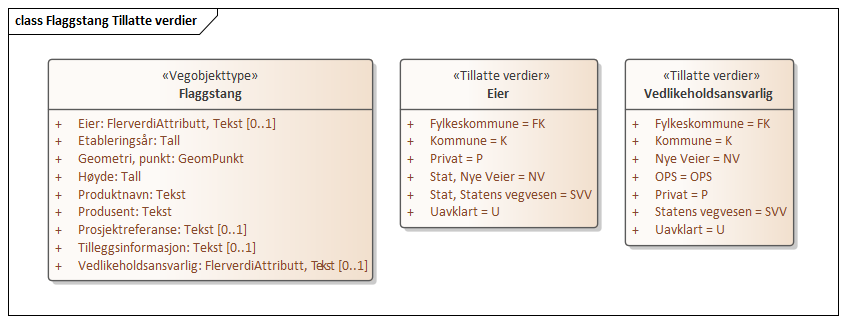 class Flaggstang Tillatte verdier
«Vegobjekttype»
Flaggstang
+ Eier: FlerverdiAttributt, Tekst [0..1]
+ Etableringsår: Tall
+ Geometri, punkt: GeomPunkt
+ Høyde: Tall
+ Produktnavn: Tekst
+ Produsent: Tekst
+ Prosjektreferanse: Tekst [0..1]
+ Tilleggsinformasjon: Tekst [0..1]
+ Vedlikeholdsansvarlig: FlerverdiAttributt, Tekst [0..1]
«Tillatte verdier»
Eier
+ Fylkeskommune = FK
+ Kommune = K
+ Privat = P
+ Stat, Nye Veier = NV
+ Stat, Statens vegvesen = SVV
+ Uavklart = U
«Tillatte verdier»
Vedlikeholdsansvarlig
+ Fylkeskommune = FK
+ Kommune = K
+ Nye Veier = NV
+ OPS = OPS
+ Privat = P
+ Statens vegvesen = SVV
+ Uavklart = U